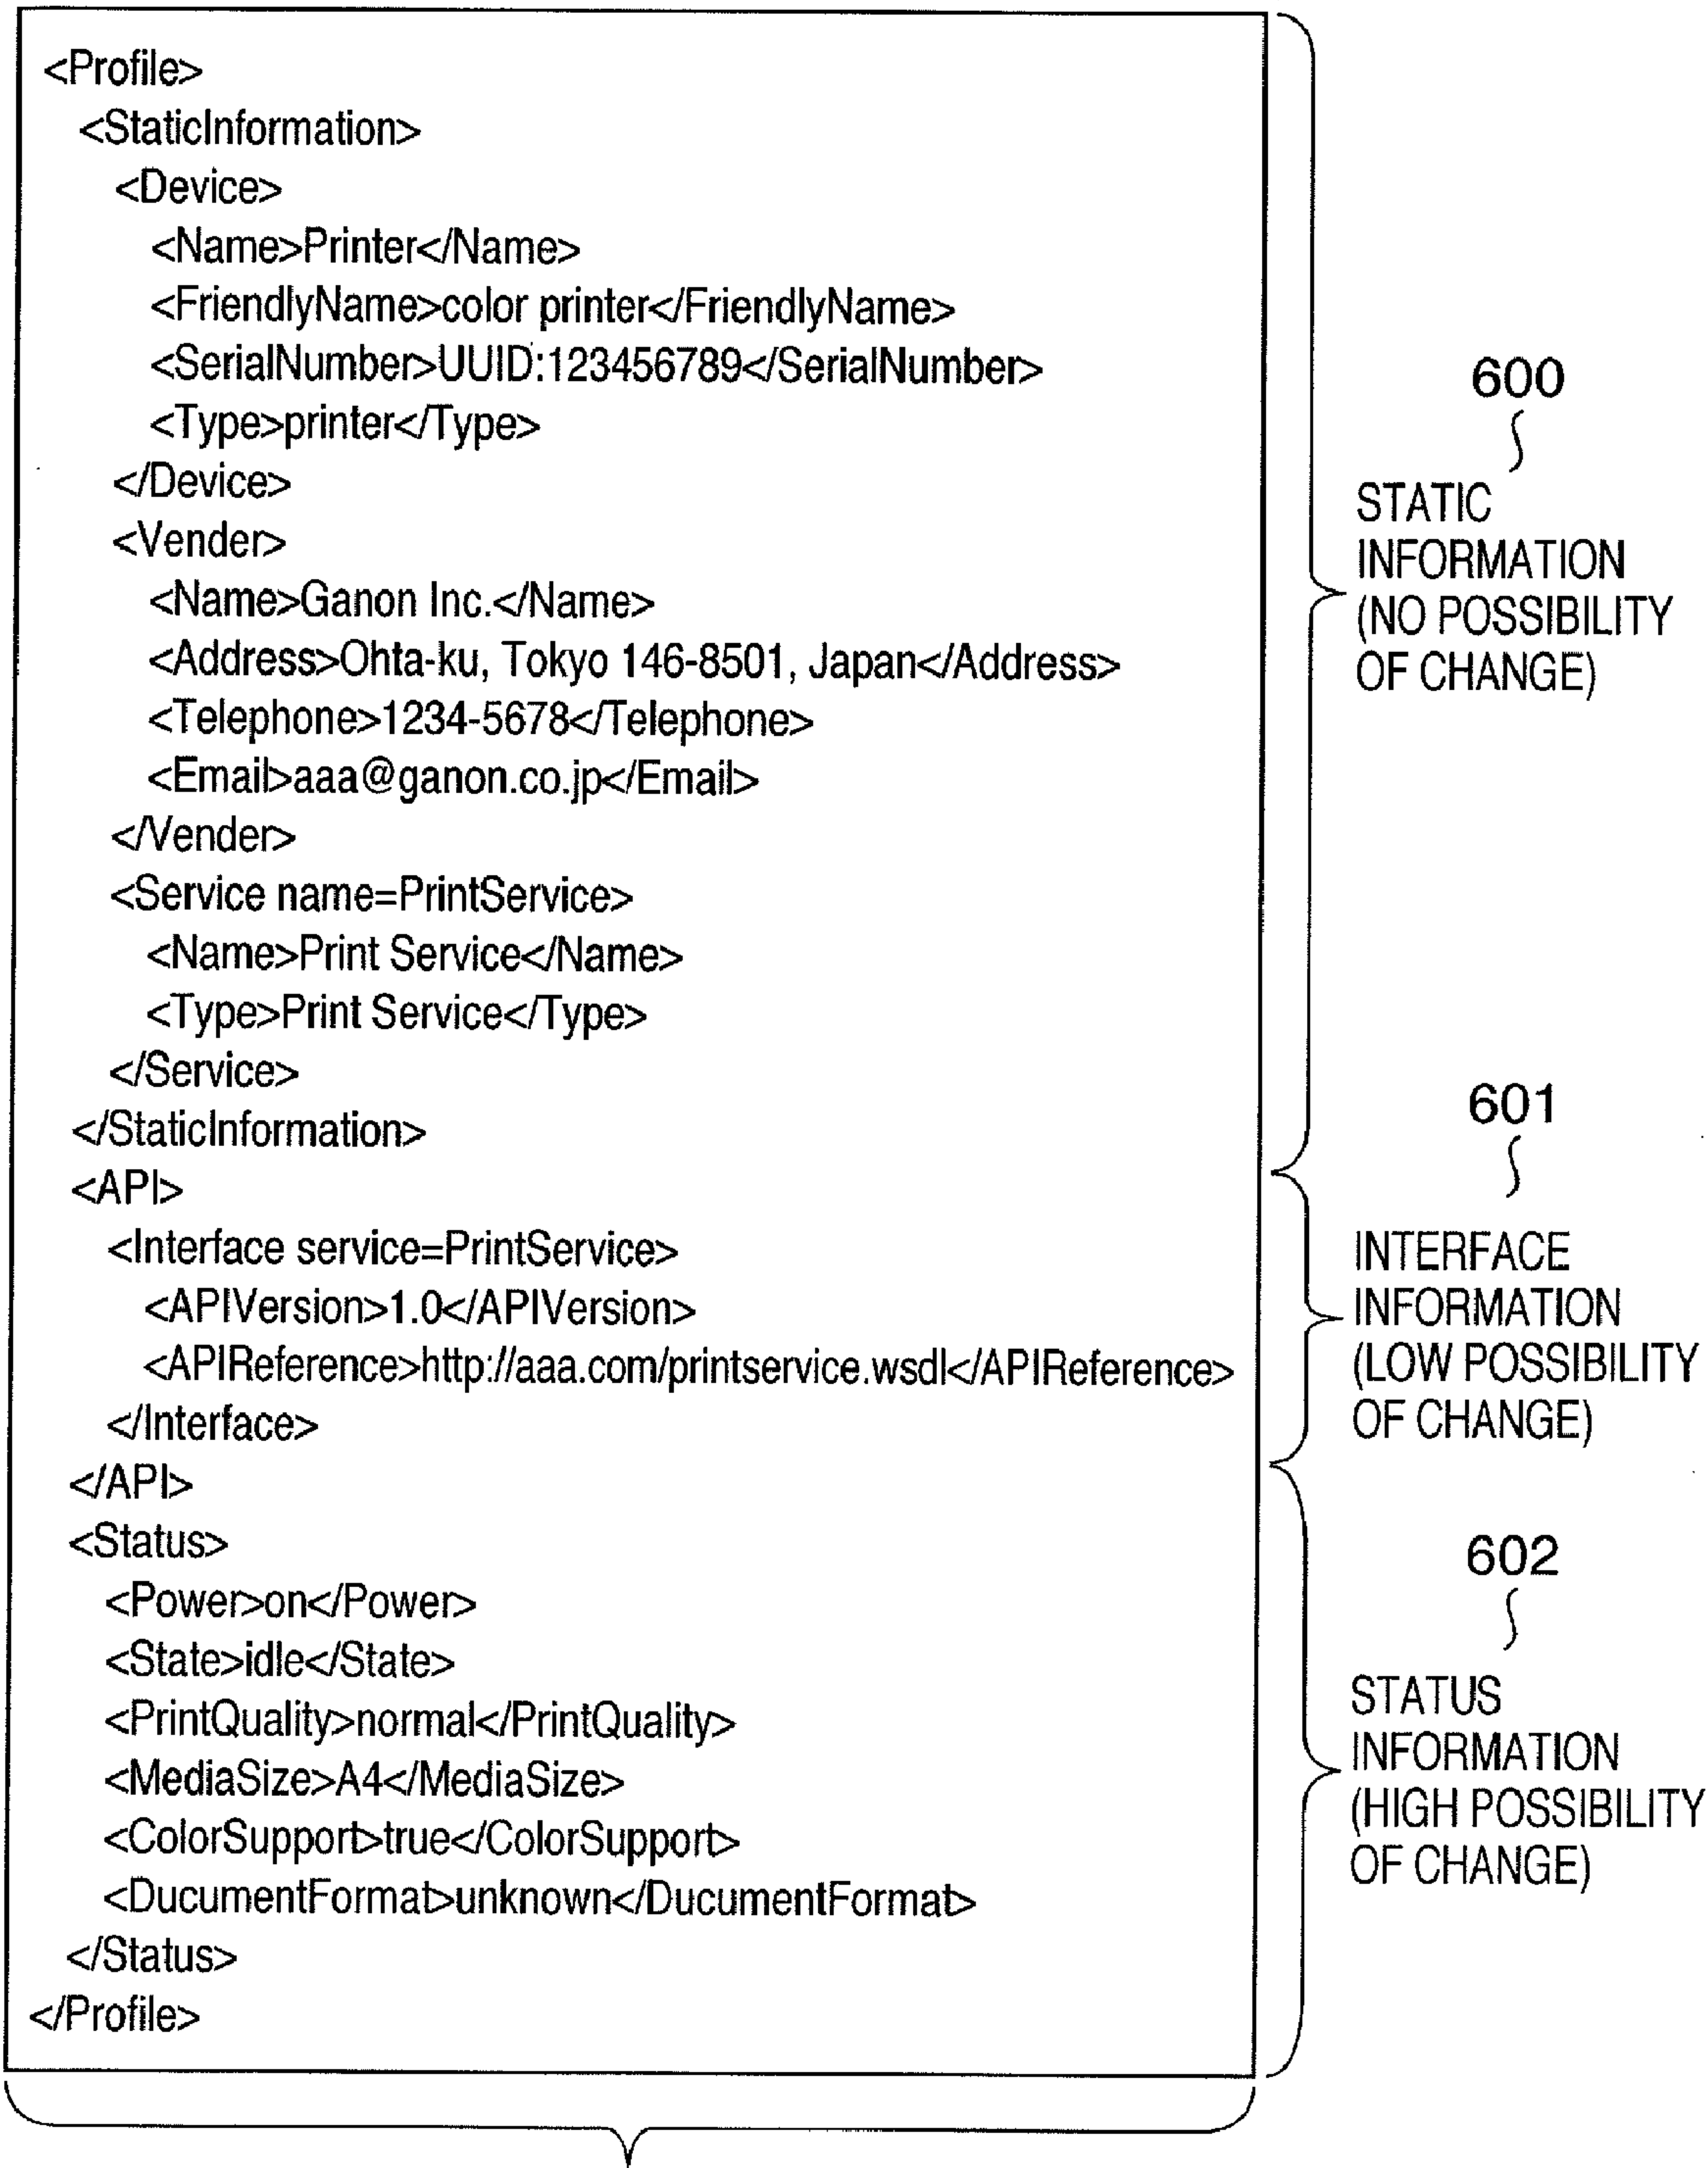 <Profile>
<StaticInformation>
<Device>
<Name>Printer</Name>
<FriendlyName>color printer</FriendlyName>
<SerialNumber>UUID:123456789</SerialNumber>
<Type>printer</Type>
</Device>
<Vender>
<Name>Ganon Inc.</Name>
<Address>Ohta-ku, Tokyo 146-8501, Japan</Address>
<Telephone>1234-5678</Telephone>
<Email>aaa@ganon.co.jp</Email>
</Vender>
<Service name=PrintService>
<Name>Print Service</Name>
<Type>Print Service</Type>
</Service>
</StaticInformation>
<API>
<Interface service=PrintService>
<APIVersion>1.0</APIVersion>
<APIReference>http://aaa.com/printservice.wsdl</APIReference>
</Interface>
</API>
<Status>
<Power>on</Power>
<State>idle</State>
<PrintQuality>normal</PrintQuality>
<MediaSize>A4</MediaSize>
<ColorSupport>true</ColorSupport>
<DucumentFormat>unknown</DucumentFormat>
</Status>
</Profile>
600
STATIC
INFORMATION
(NO POSSIBILITY
OF CHANGE)
601
INTERFACE
INFORMATION
(LOW POSSIBILITY
OF CHANGE)
602
STATUS
INFORMATION
(HIGH POSSIBILITY
OF CHANGE)